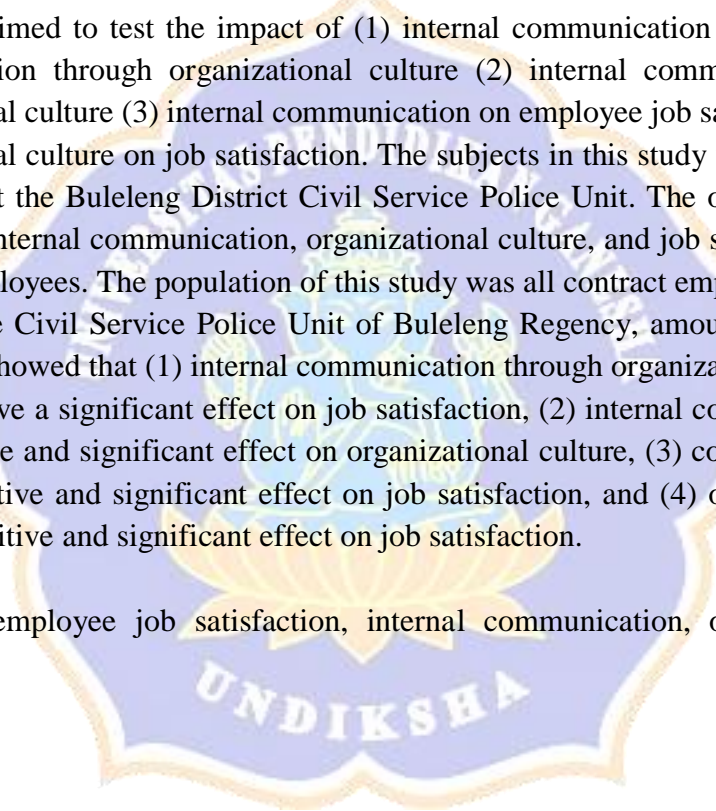 imed to test the impact of (1) internal communication
ion through organizational culture (2) internal comm
al culture (3) internal communication on employee job sa
al culture on job satisfaction. The subjects in this study
t the Buleleng District Civil Service Police Unit. The o
nternal communication, organizational culture, and job s
ployees. The population of this study was all contract emp
e Civil Service Police Unit of Buleleng Regency, amou
howed that (1) internal communication through organiza
ve a significant effect on job satisfaction, (2) internal co
e and significant effect on organizational culture, (3) co
tive and significant effect on job satisfaction, and (4) o
itive and significant effect on job satisfaction.
employee job satisfaction, internal communication, o
UNIVERSITAS PENDIDIKAN GANESHA
UNDIKSHA